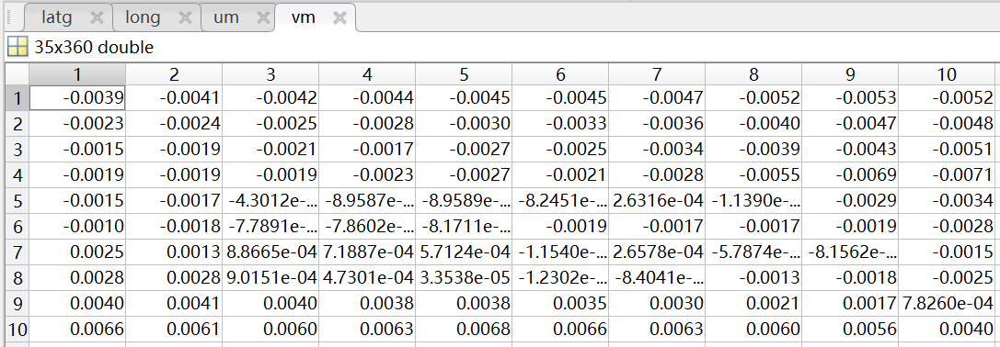 latg long um vm
35x360 double
1 2 3 4 5 6 7 8 9 10
1 -0.0039 -0.0041 -0.0042 -0.0044 -0.0045 -0.0045 -0.0047 -0.0052 -0.0053 -0.0052
2 -0.0023 -0.0024 -0.0025 -0.0028 -0.0030 -0.0033 -0.0036 -0.0040 -0.0047 -0.0048
3 -0.0015 -0.0019 -0.0021 -0.0017 -0.0027 -0.0025 -0.0034 -0.0039 -0.0043 -0.0051
4 -0.0019 -0.0019 -0.0019 -0.0023 -0.0027 -0.0021 -0.0028 -0.0055 -0.0069 -0.0071
5 -0.0015 -0.0017 -4.3012e-... -8.9587e-... -8.9589e-... -8.2451e-... 2.6316e-04 -1.1390e-... -0.0029 -0.0034
6 -0.0010 -0.0018 -7.7891e-... -7.8602e-... -8.1711e-... -0.0019 -0.0017 -0.0017 -0.0019 -0.0028
7 0.0025 0.0013 8.8665e-04 7.1887e-04 5.7124e-04 -1.1540e-... 2.6578e-04 -5.7874e-... -8.1562e-... -0.0015
8 0.0028 0.0028 9.0151e-04 4.7301e-04 3.3538e-05 -1.2302e-... -8.4041e-... -0.0013 -0.0018 -0.0025
9 0.0040 0.0041 0.0040 0.0038 0.0038 0.0035 0.0030 0.0021 0.0017 7.8260e-04
10 0.0066 0.0061 0.0060 0.0063 0.0068 0.0066 0.0063 0.0060 0.0056 0.0040